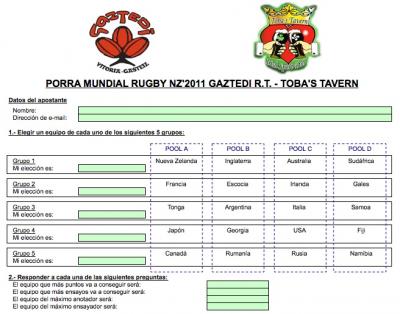 GAZTEDI
VITORIA-GASTEIZ
Toba's Tavern
PORRA MUNDIAL RUGBY NZ'2011 GAZTEDI R.T. - TOBA'S TAVERN
Datos del apostante
Nombre:
Dirección de e-mail:
1.- Elegir un equipo de cada uno de los siguientes 5 grupos:
POOL A POOL B POOL C POOL D
Grupo 1 Nueva Zelanda Inglaterra Australia Sudáfrica
Mi elección es:
Grupo 2 Francia Escocia Irlanda Gales
Mi elección es:
Grupo 3 Tonga Argentina Italia Samoa
Mi elección es:
Grupo 4 Japón Georgia USA Fiji
Mi elección es:
Grupo 5 Canadá Rumanía Rusia Namibia
Mi elección es:
2.- Responder a cada una de las siguientes preguntas:
El equipo que más puntos va a conseguir será:
El equipo que más ensayos va a conseguir será:
El equipo del máximo anotador será:
El equipo del máximo ensayador será: